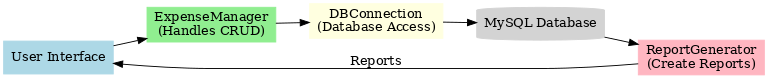 User Interface
ExpenseManager
(Handles CRUD)
DBConnection
(Database Access)
MySQL Database
ReportGenerator
(Create Reports)
Reports